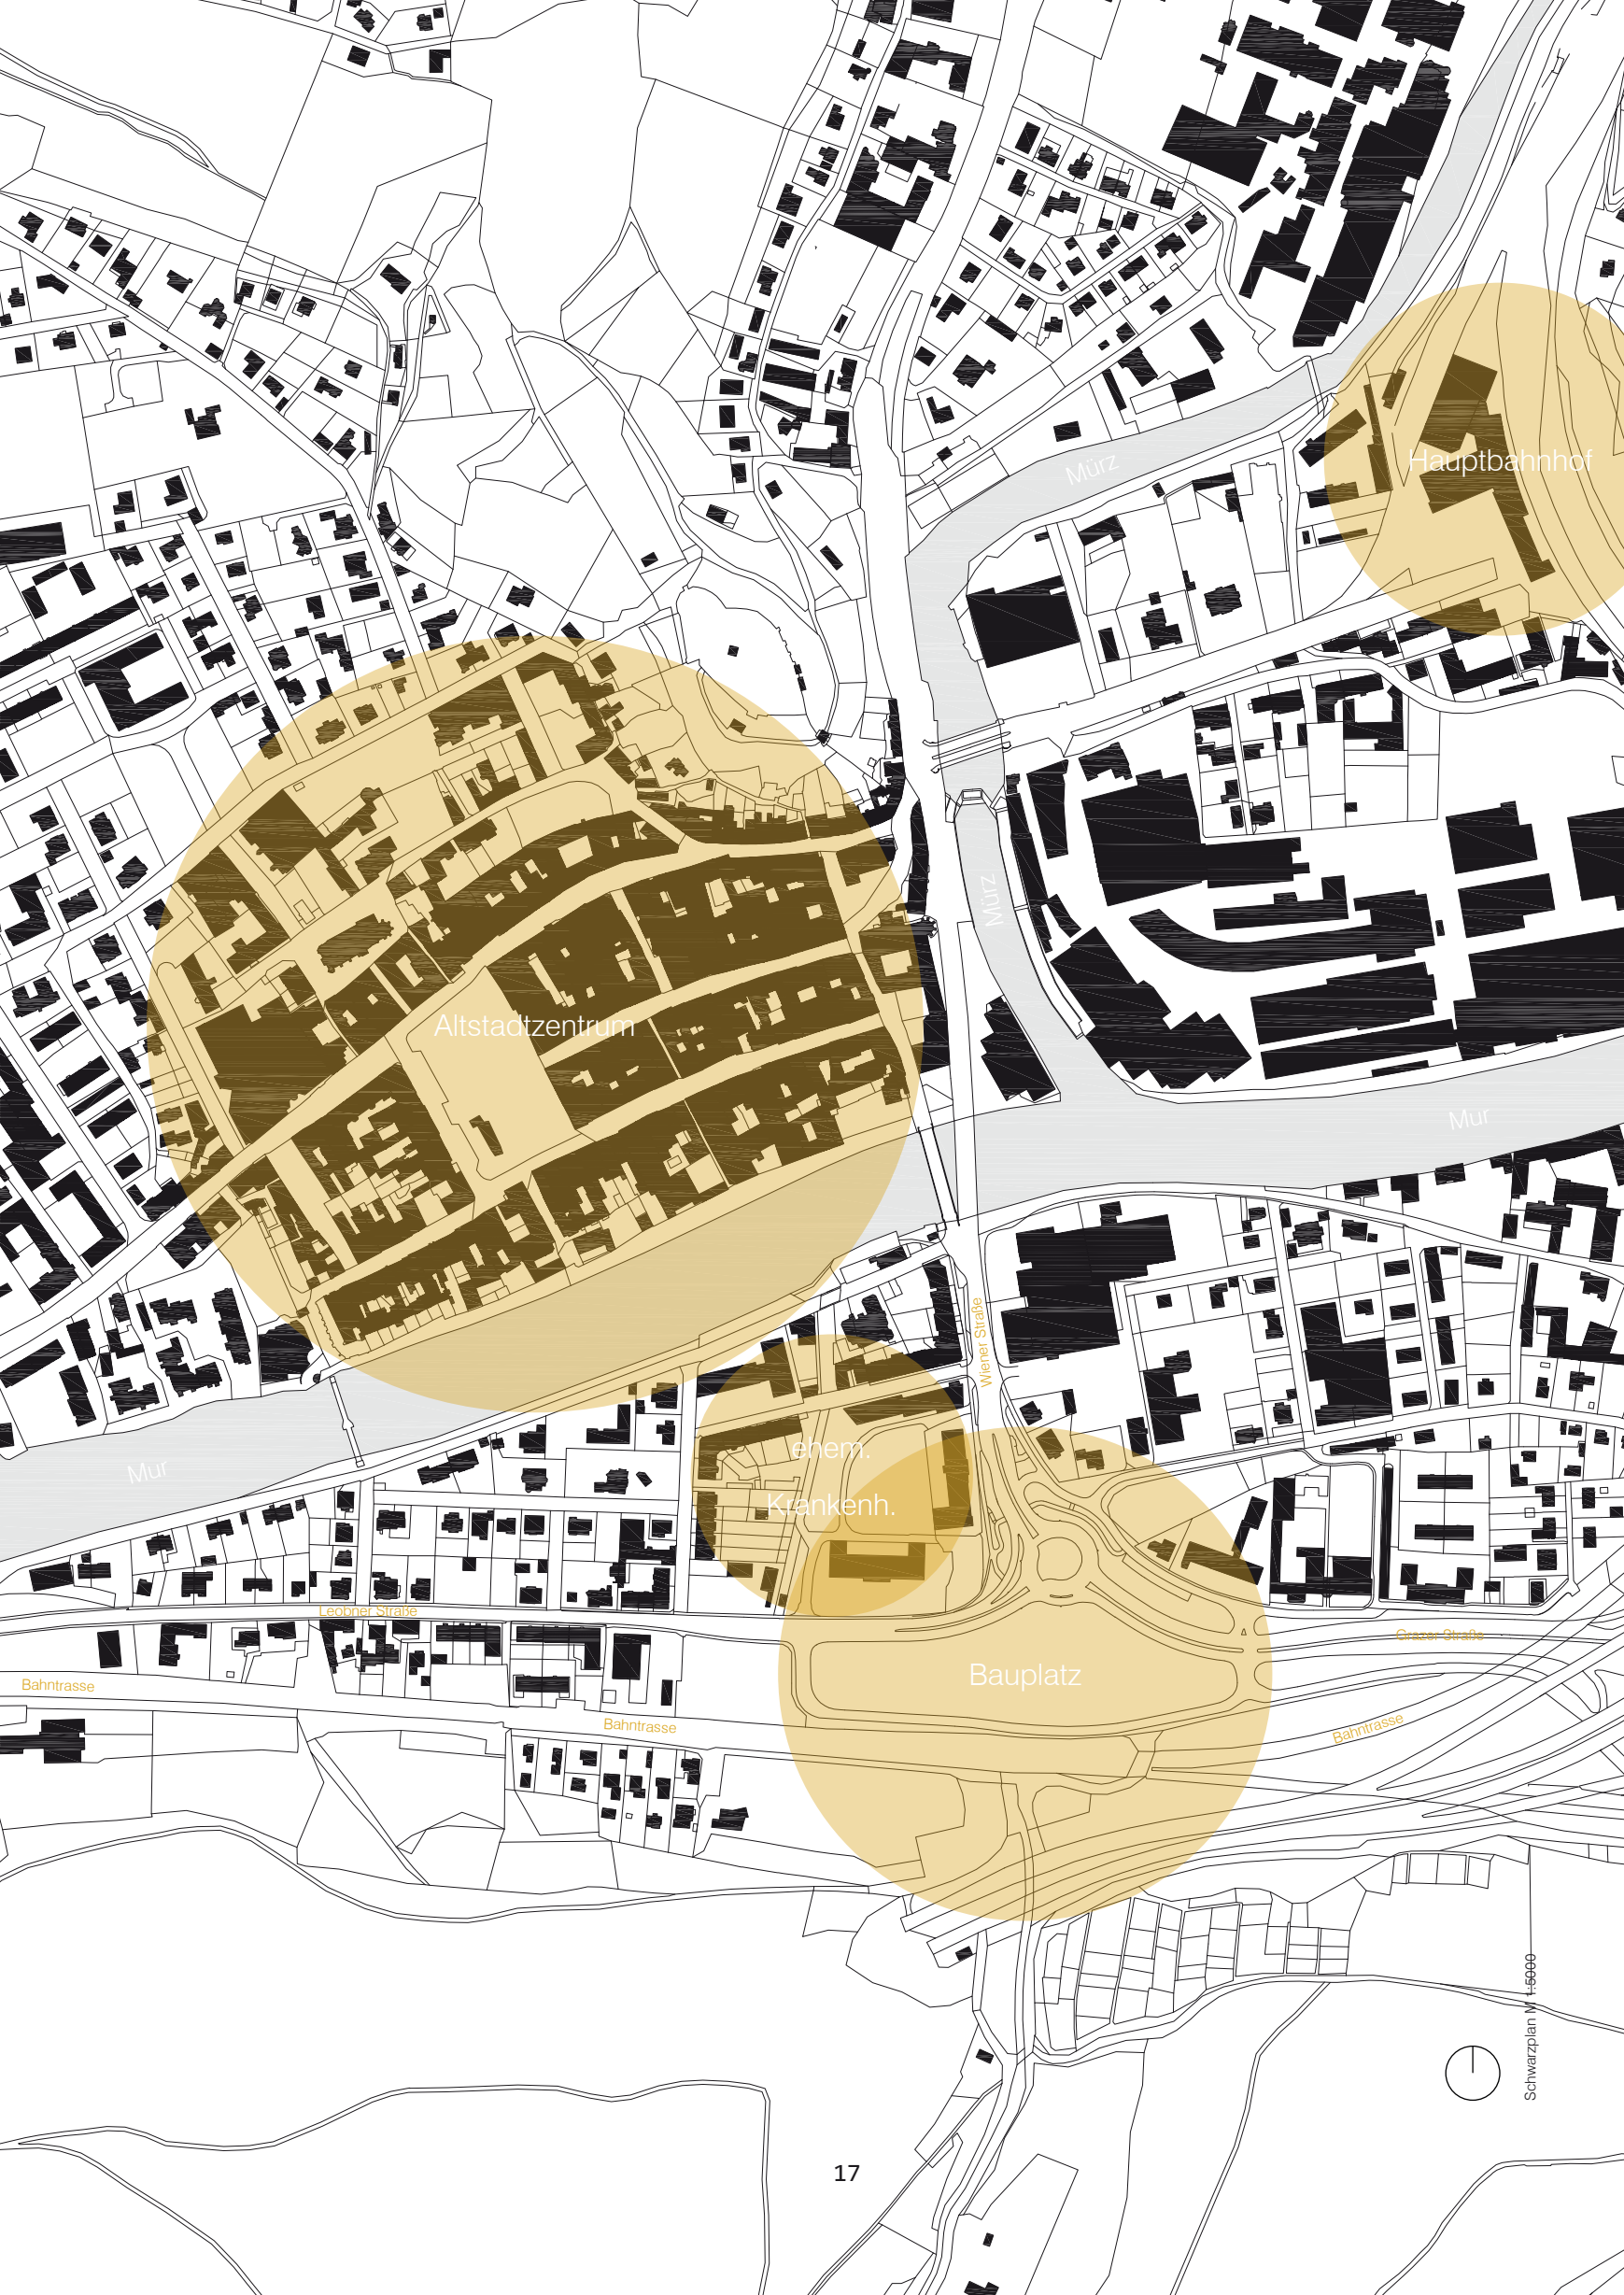 Mürz
Hauptbahnhof
Mürz
Altstadtzentrum
Mur
Wiener Straße
ehem.
Krankenh.
Mur
Leobner Straße
Grazer Straße
Bauplatz
Bahntrasse
Bahntrasse
Bahntrasse
Schwarzplan M 1:5000
17